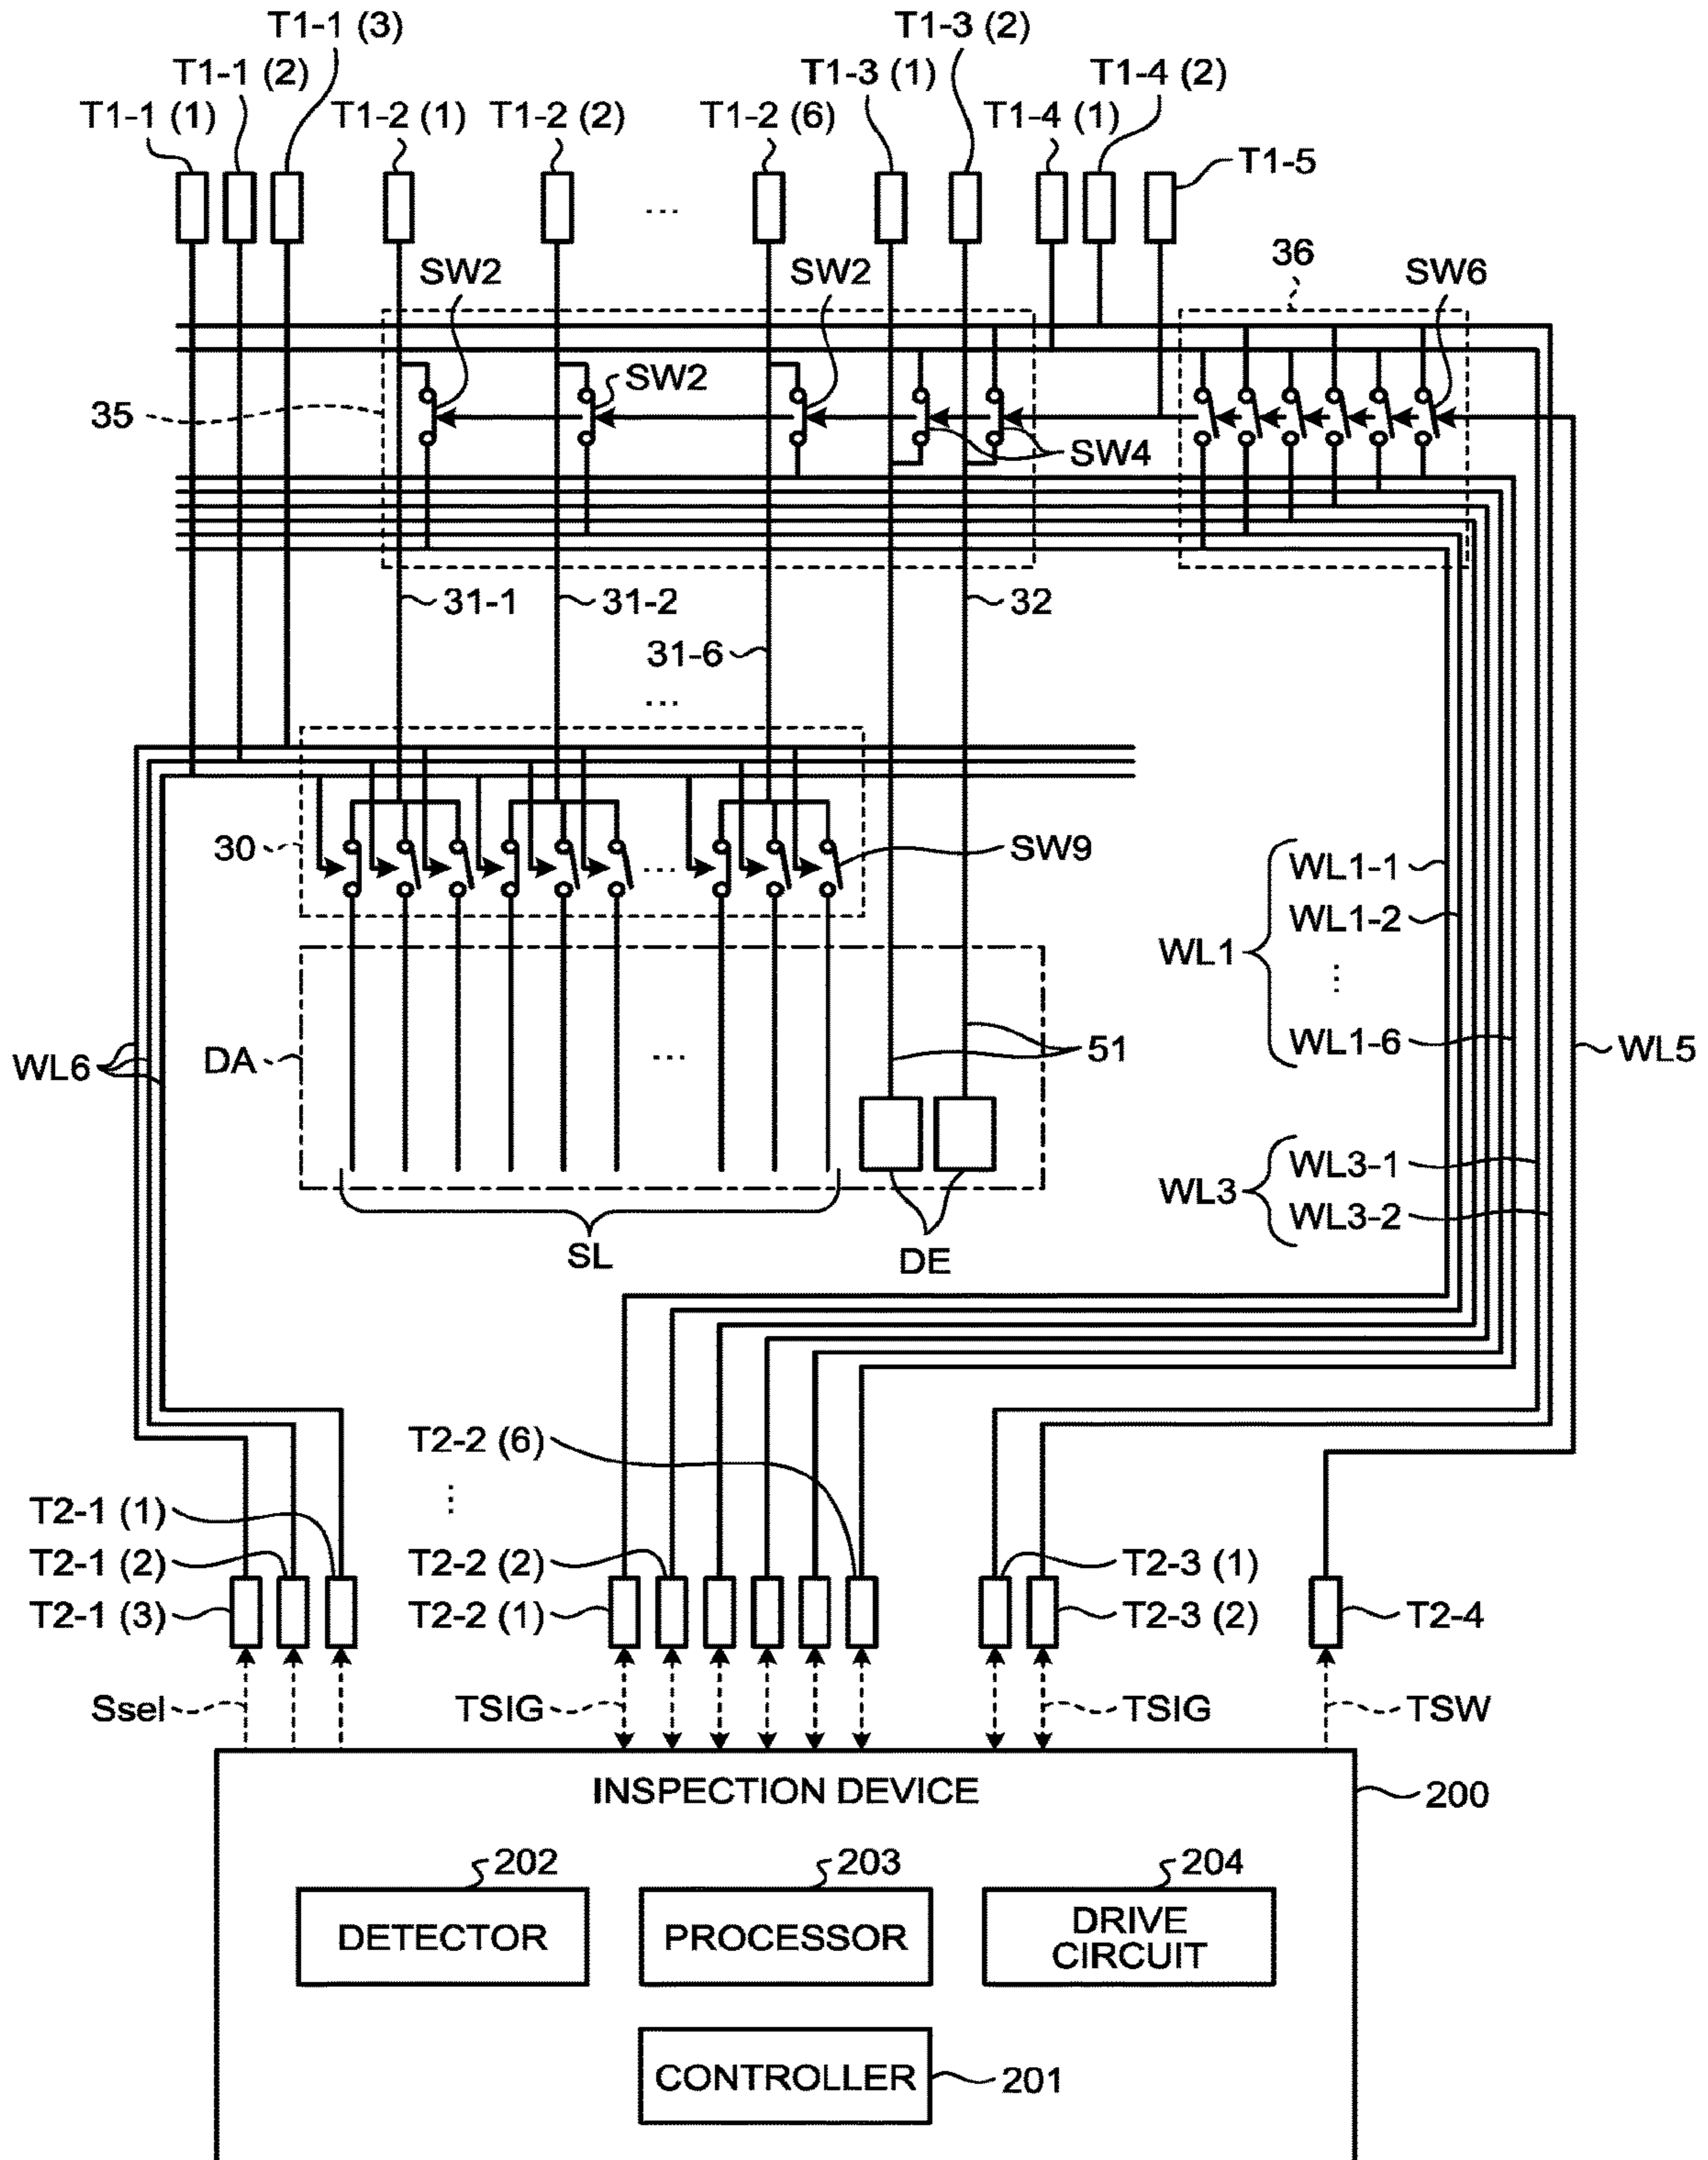 T1-1 (3) T1-3 (2)
T1-1 (2) T1-3 (1) T1-4 (2)
T1-1 (1) T1-2 (1) T1-2 (2) T1-2 (6) T1-4 (1)
T1-5
...
36
SW2 SW2 SW6
SW2
35
SW4
31-1 31-2 32
31-6
...
30 ... SW9
WL1-1
WL1-2
WL1
⋮
WL1-6
WL6 DA ... 51 WL5
WL3-1
WL3
WL3-2
SL DE
T2-2 (6)
⋮
T2-1 (1)
T2-1 (2) T2-2 (2) T2-3 (1)
T2-1 (3) T2-2 (1) T2-3 (2) T2-4
Ssel TSIG TSIG TSW
INSPECTION DEVICE 200
202 203 204
DETECTOR PROCESSOR DRIVE
CIRCUIT
CONTROLLER 201